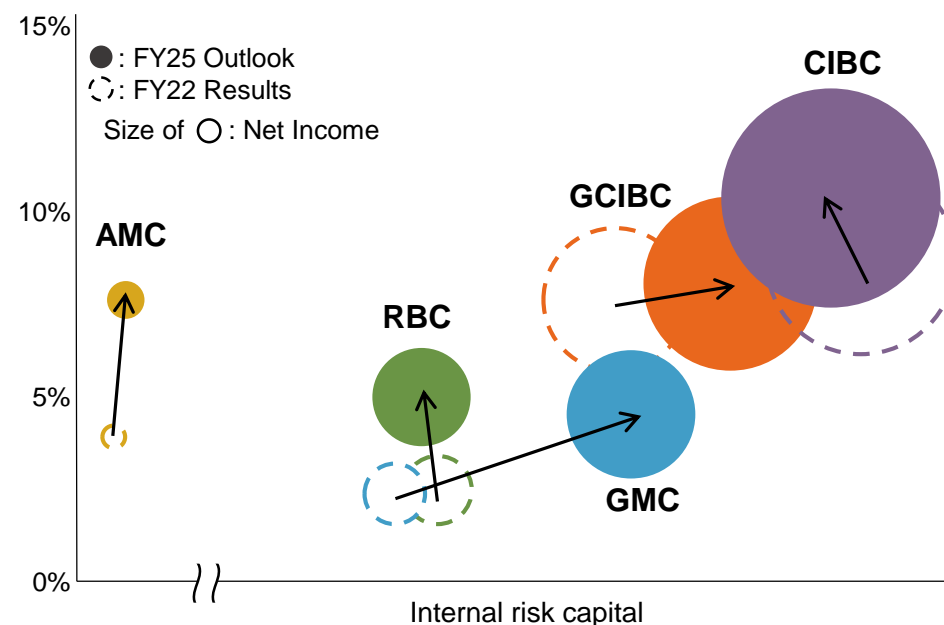 15%
: FY25 Outlook
: FY22 Results
Size of : Net Income
CIBC
GCIBC
10%
AMC
RBC
5%
GMC
0%
Internal risk capital